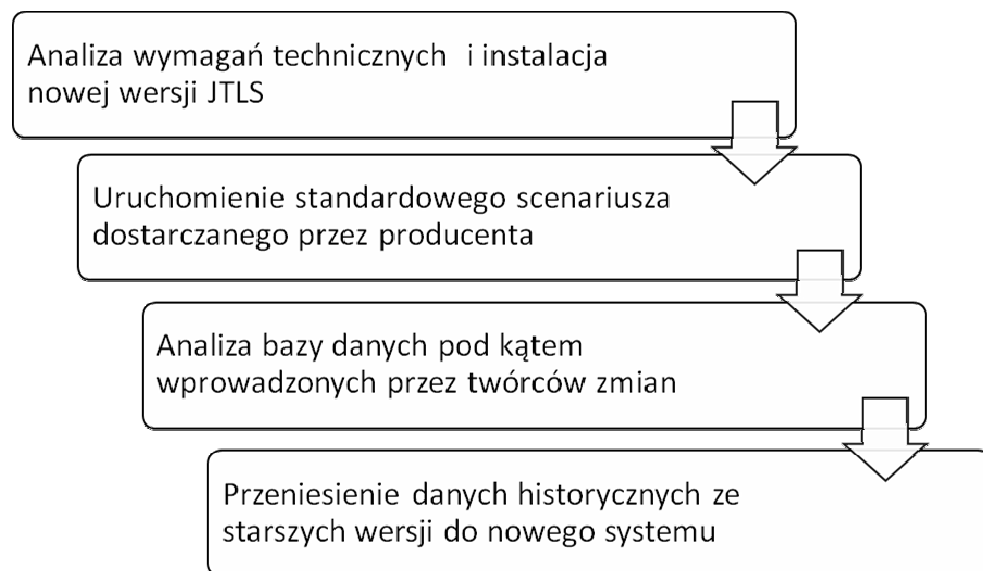 Analiza wymagań technicznych i instalacja
nowej wersji JTLS
Uruchomienie standardowego scenariusza
dostarczanego przez producenta
Analiza bazy danych pod kątem
wprowadzonych przez twórców zmian
Przeniesienie danych historycznych ze
starszych wersji do nowego systemu